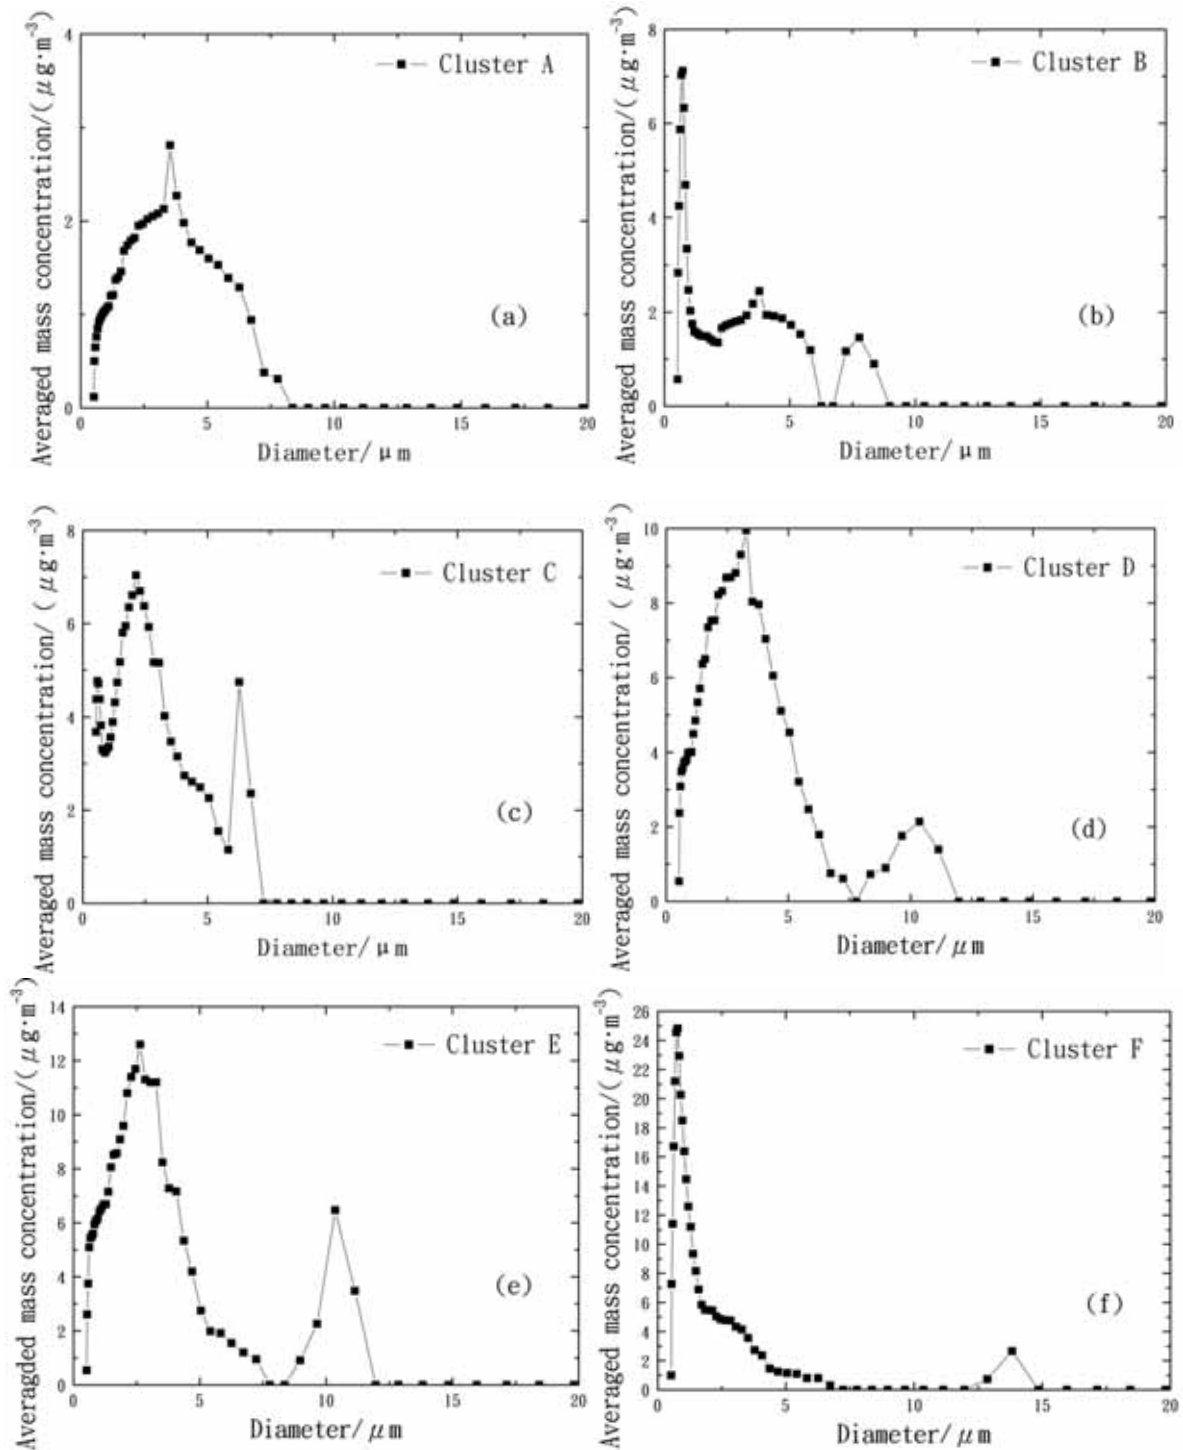 Averaged mass concentration/(μg·m⁻³)
4
2
0
0 5 10 15 20
Diameter/μm
Cluster A
(a)
Averaged mass concentration/(μg·m⁻³)
8
6
4
2
0
0 5 10 15 20
Diameter/μm
Cluster B
(b)
Averaged mass concentration/(μg·m⁻³)
8
6
4
2
0
0 5 10 15 20
Diameter/μm
Cluster C
(c)
Averaged mass concentration/(μg·m⁻³)
10
8
6
4
2
0
0 5 10 15 20
Diameter/μm
Cluster D
(d)
Averagded mass concentration/(μg·m⁻³)
14
12
10
8
6
4
2
0
0 5 10 15 20
Diameter/μm
Cluster E
(e)
Averaged mass concentration/(μg·m⁻³)
26
24
22
20
18
16
14
12
10
8
6
4
2
0
0 5 10 15 20
Diameter/μm
Cluster F
(f)